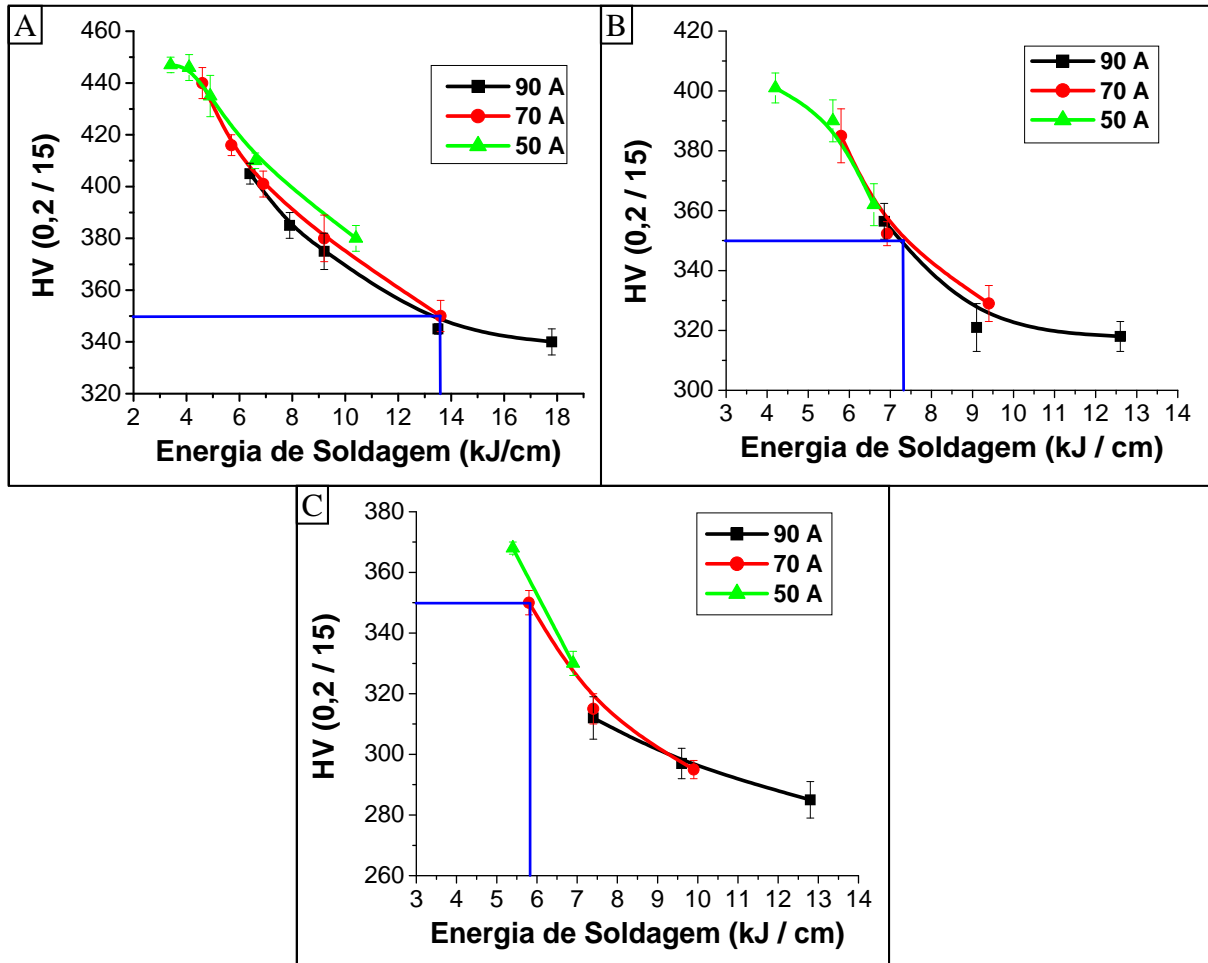 A
HV (0,2 / 15)
460
440
420
400
380
360
340
320
2 4 6 8 10 12 14 16 18
Energia de Soldagem (kJ/cm)
90 A
70 A
50 A
B
HV (0,2 / 15)
420
400
380
360
340
320
300
3 4 5 6 7 8 9 10 11 12 13 14
Energia de Soldagem (kJ / cm)
90 A
70 A
50 A
C
HV (0,2 / 15)
380
360
340
320
300
280
260
3 4 5 6 7 8 9 10 11 12 13 14
Energia de Soldagem (kJ / cm)
90 A
70 A
50 A